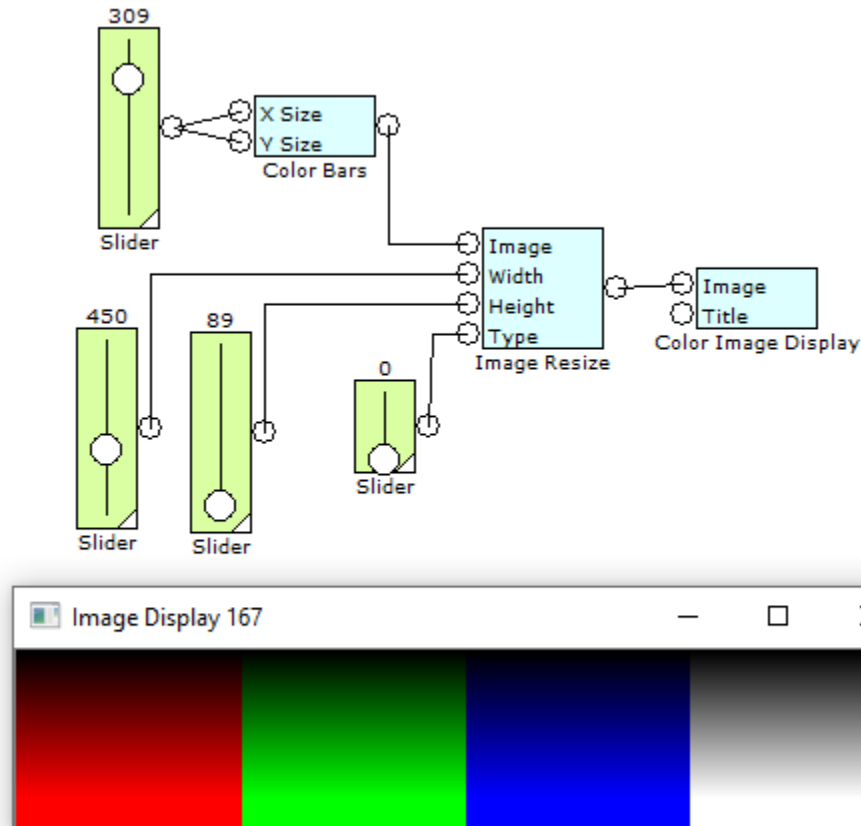 309
X Size
Y Size
Color Bars
Slider
Image
Width
Height
Type
Image Resize
Image
Title
Color Image Display
450
Slider
89
Slider
0
Slider
Image Display 167